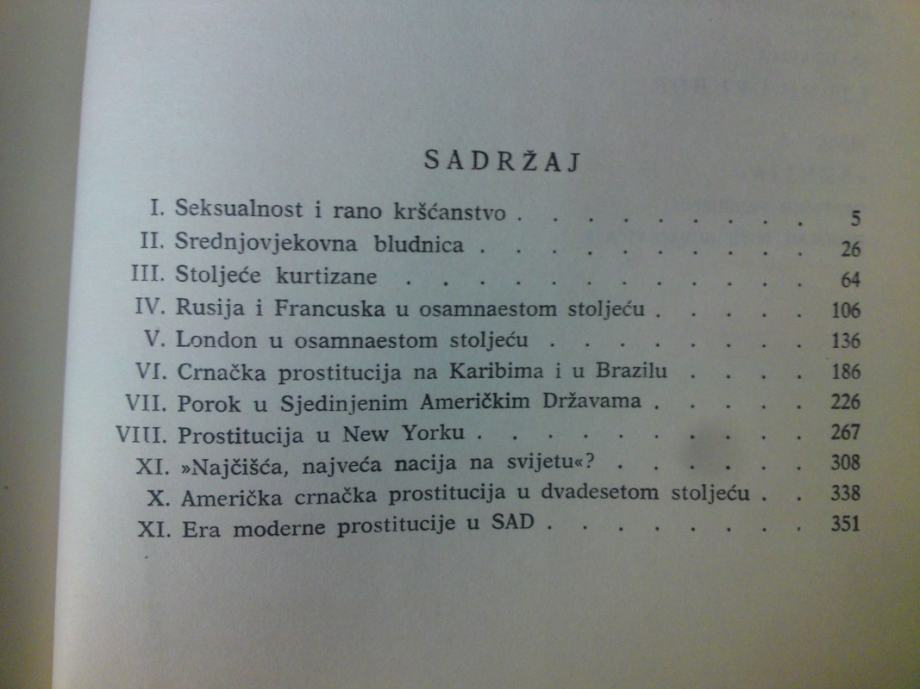 SADRŽAJ
I. Seksualnost i rano kršćanstvo . . . . . . . . . 5
II. Srednjovjekovna bludnica . . . . . . . . . . 26
III. Stoljeće kurtizane . . . . . . . . . . . . 64
IV. Rusija i Francuska u osamnaestom stoljeću . . . . . 106
V. London u osamnaestom stoljeću . . . . . . . . 136
VI. Crnačka prostitucija na Karibima i u Brazilu . . . . 186
VII. Porok u Sjedinjenim Američkim Državama . . . . . 226
VIII. Prostitucija u New Yorku . . . . . . . . . . 267
XI. »Najčišća, najveća nacija na svijetu«? . . . . . . 308
X. Američka crnačka prostitucija u dvadesetom stoljeću . . 338
XI. Era moderne prostitucije u SAD . . . . . . . . 351